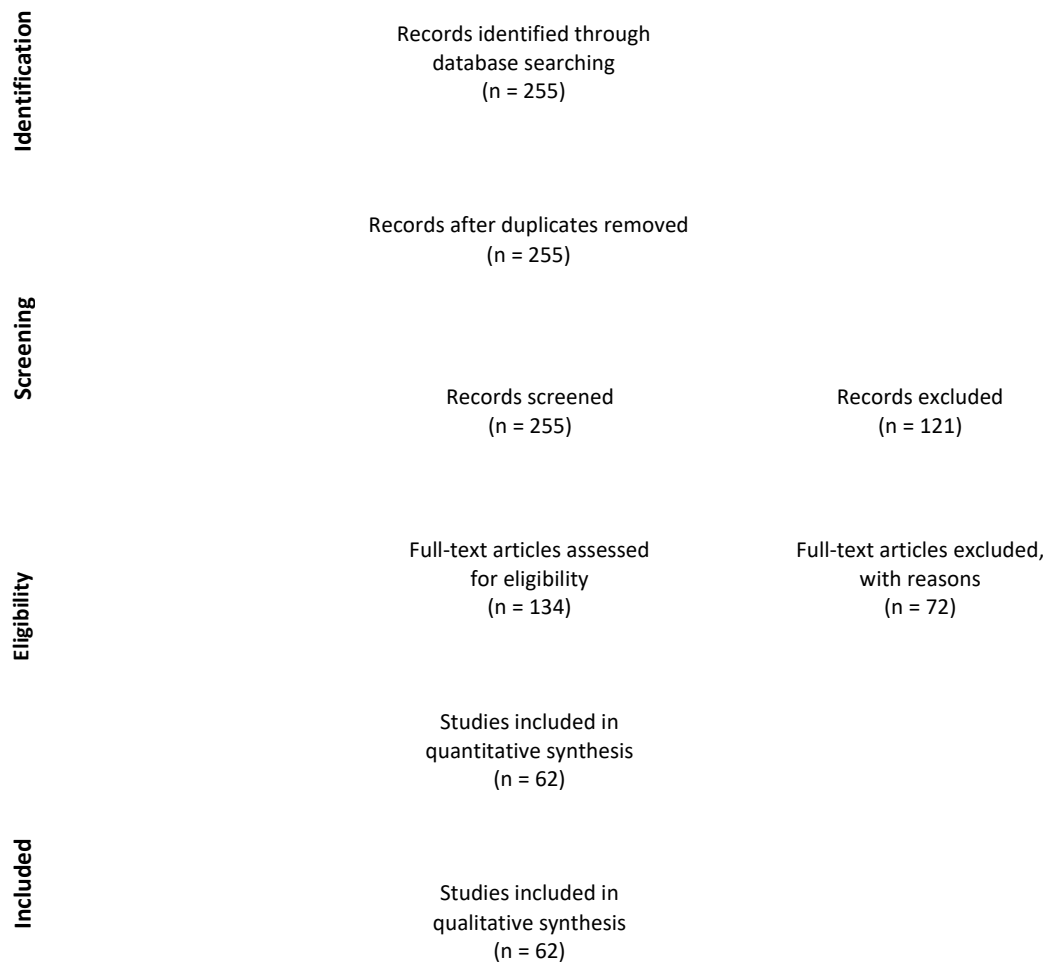 Identification
Records identified through
database searching
(n = 255)
Records after duplicates removed
(n = 255)
Screening
Records screened
(n = 255)
Records excluded
(n = 121)
Eligibility
Full-text articles assessed
for eligibility
(n = 134)
Full-text articles excluded,
with reasons
(n = 72)
Studies included in
quantitative synthesis
(n = 62)
Included
Studies included in
qualitative synthesis
(n = 62)